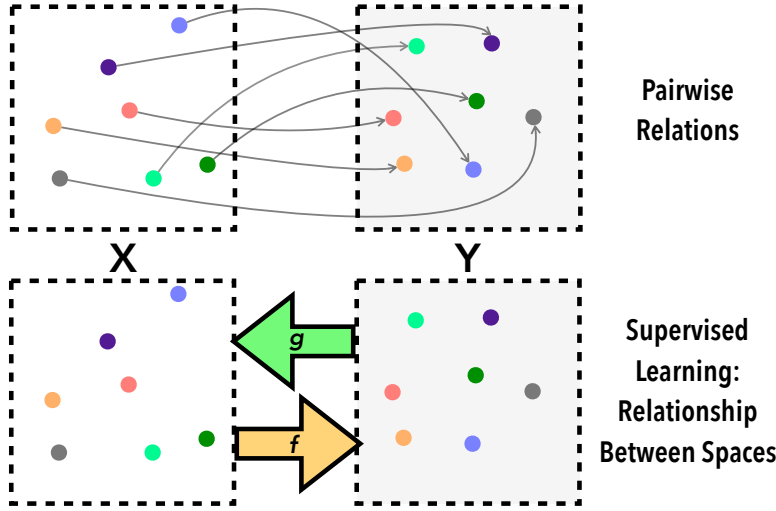 Pairwise
Relations
X
Y
g
f
Supervised
Learning:
Relationship
Between Spaces